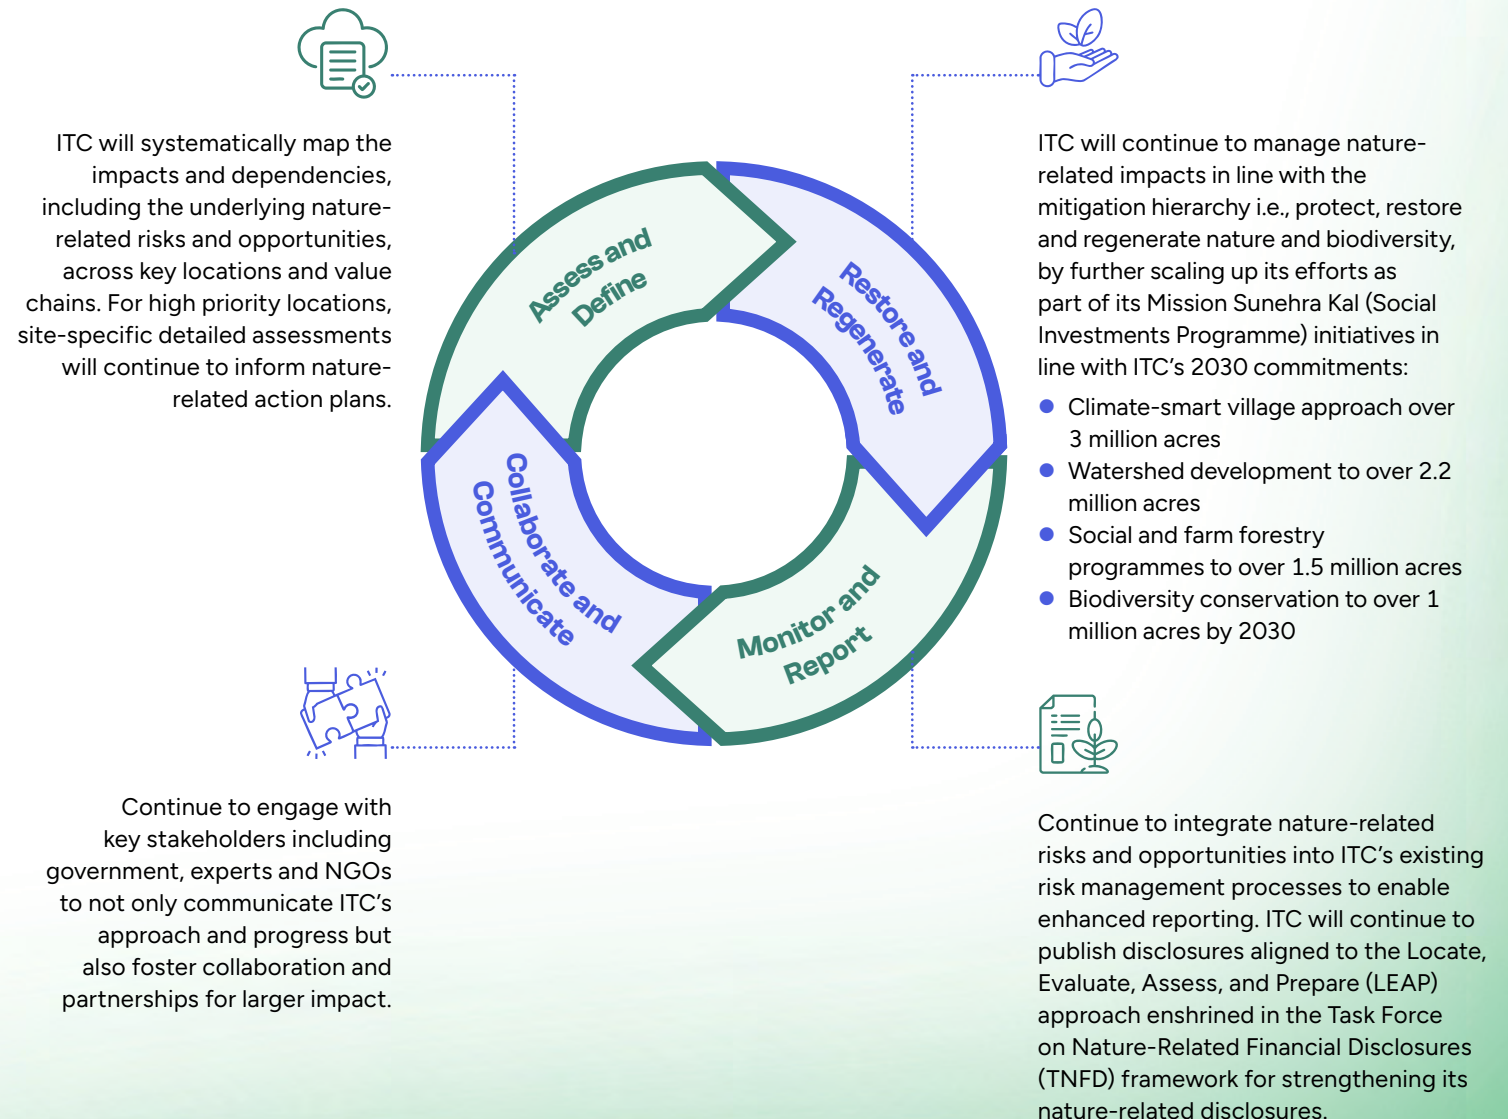 ITC will systematically map the
impacts and dependencies,
including the underlying nature-
related risks and opportunities,
across key locations and value
chains. For high priority locations,
site-specific detailed assessments
will continue to inform nature-
related action plans.
Assess and
Define
Restore and
Regenerate
ITC will continue to manage nature-
related impacts in line with the
mitigation hierarchy i.e., protect, restore
and regenerate nature and biodiversity,
by further scaling up its efforts as
part of its Mission Sunehra Kal (Social
Investments Programme) initiatives in
line with ITC’s 2030 commitments:
● Climate-smart village approach over
3 million acres
● Watershed development to over 2.2
million acres
● Social and farm forestry
programmes to over 1.5 million acres
● Biodiversity conservation to over 1
million acres by 2030
Collaborate and
Communicate
Monitor and
Report
Continue to engage with
key stakeholders including
government, experts and NGOs
to not only communicate ITC’s
approach and progress but
also foster collaboration and
partnerships for larger impact.
Continue to integrate nature-related
risks and opportunities into ITC’s existing
risk management processes to enable
enhanced reporting. ITC will continue to
publish disclosures aligned to the Locate,
Evaluate, Assess, and Prepare (LEAP)
approach enshrined in the Task Force
on Nature-Related Financial Disclosures
(TNFD) framework for strengthening its
nature-related disclosures.